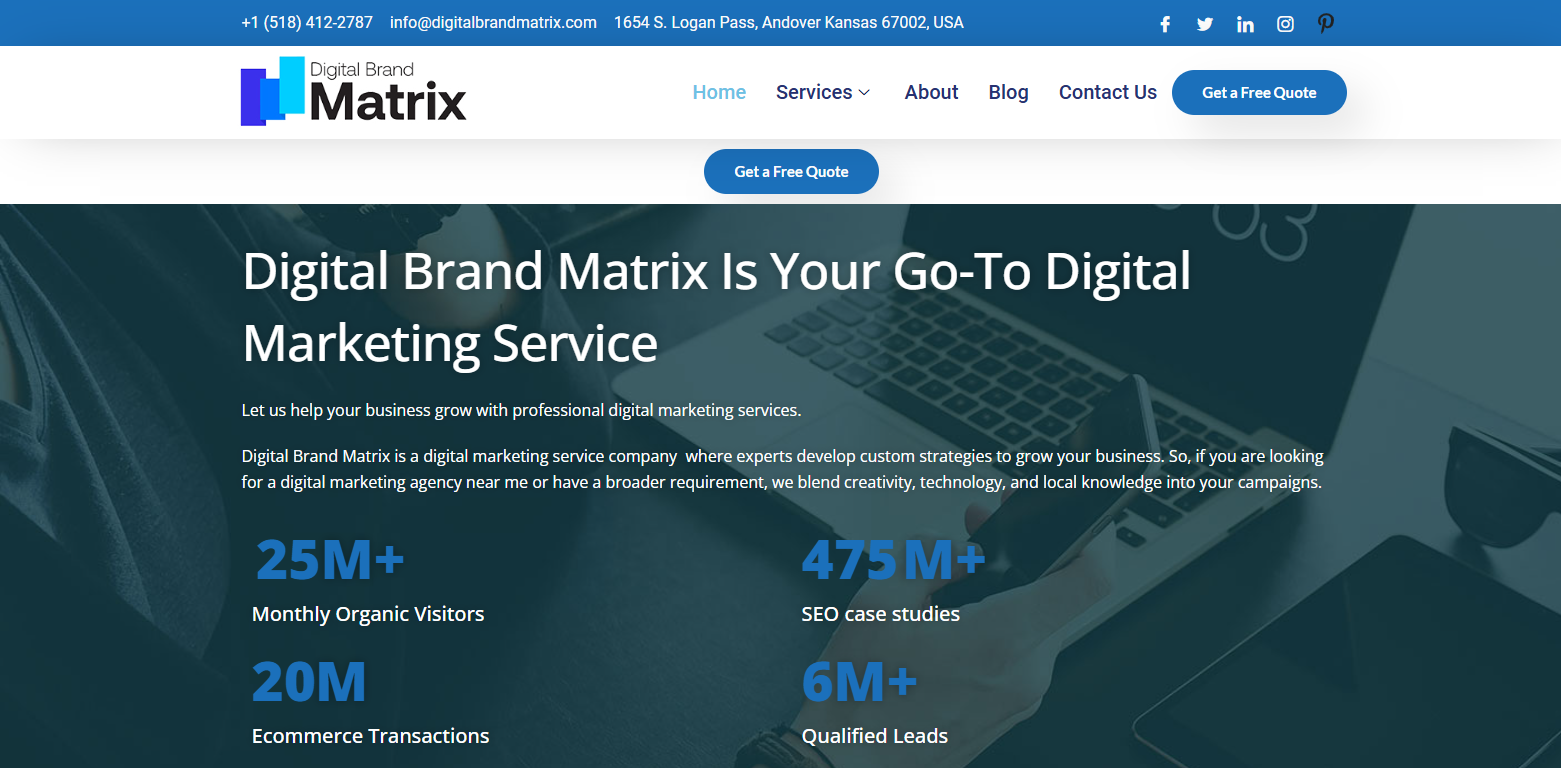 +1 (518) 412-2787 info@digitalbrandmatrix.com 1654 S. Logan Pass, Andover Kansas 67002, USA
Digital Brand
Matrix
Home Services About Blog Contact Us Get a Free Quote
Get a Free Quote
Digital Brand Matrix Is Your Go-To Digital
Marketing Service
Let us help your business grow with professional digital marketing services.
Digital Brand Matrix is a digital marketing service company where experts develop custom strategies to grow your business. So, if you are looking
for a digital marketing agency near me or have a broader requirement, we blend creativity, technology, and local knowledge into your campaigns.
25M+ 475 M+
Monthly Organic Visitors SEO case studies
20M 6M+
Ecommerce Transactions Qualified Leads